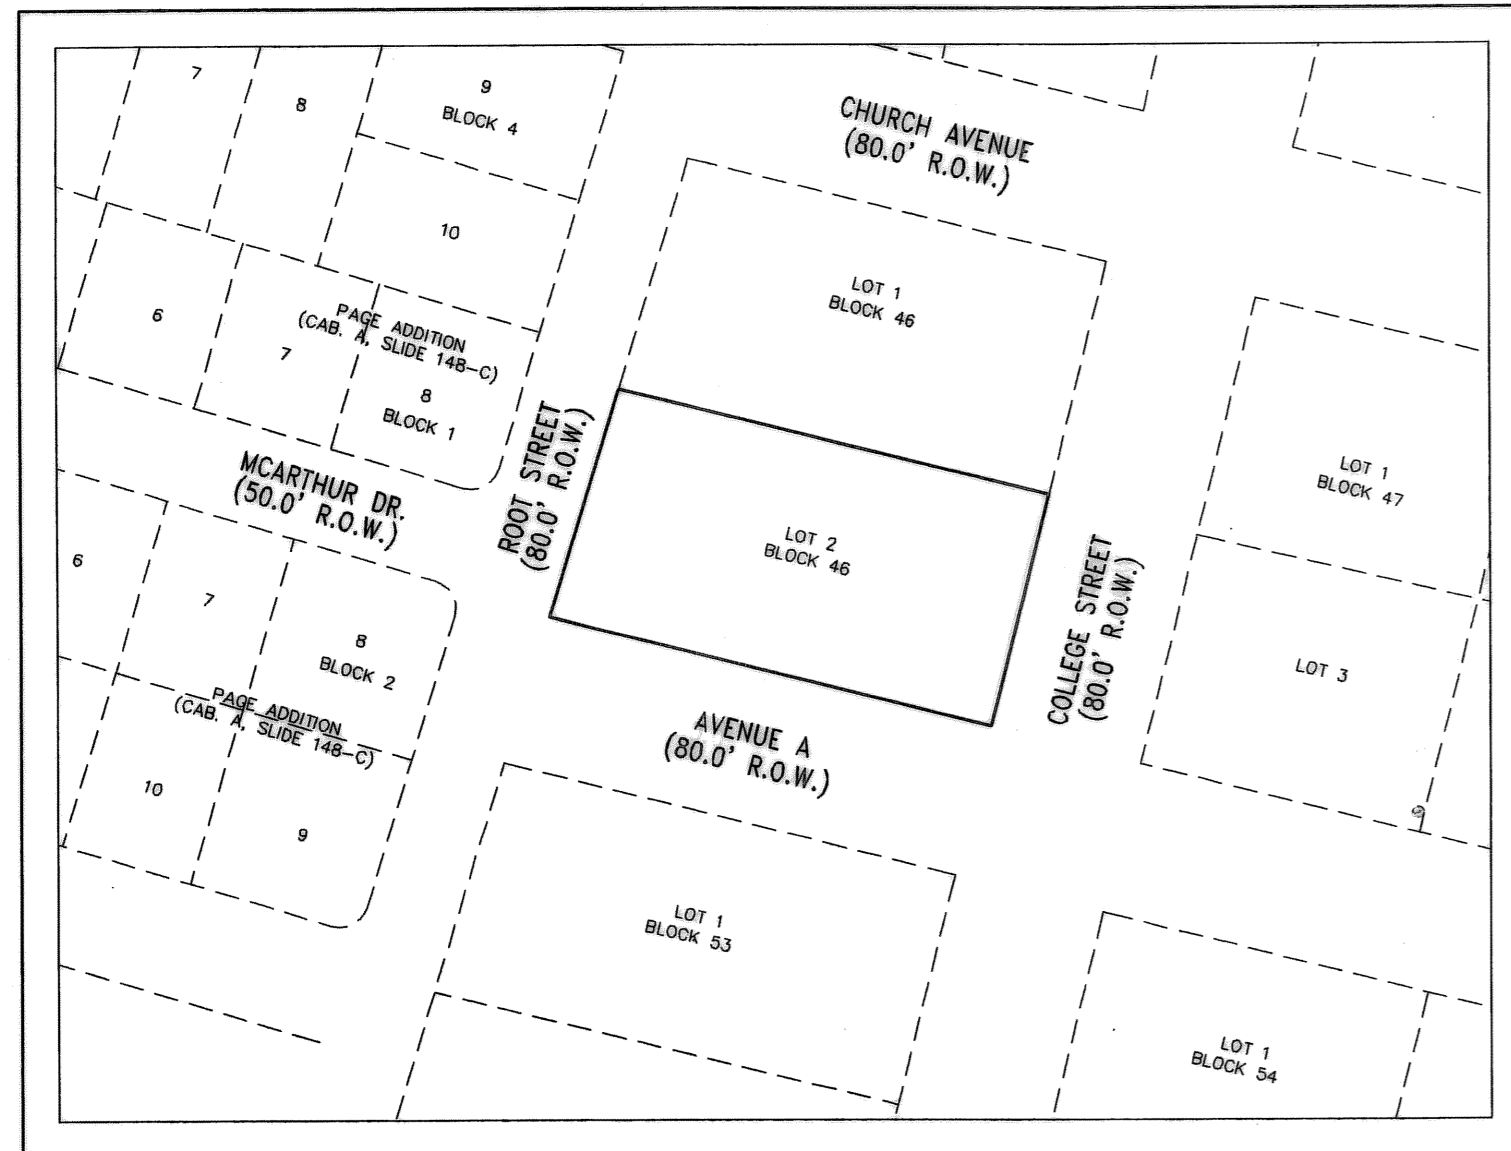 7
8
9
BLOCK 4
10
CHURCH AVENUE
(80.0' R.O.W.)
LOT 1
BLOCK 46
6
7
PAGE ADDITION
(CAB. A, SLIDE 148-C)
8
BLOCK 1
MCARTHUR DR.
(50.0' R.O.W.)
ROOT STREET
(80.0' R.O.W.)
LOT 2
BLOCK 46
LOT 1
BLOCK 47
COLLEGE STREET
(80.0' R.O.W.)
LOT 3
6
7
8
BLOCK 2
PAGE ADDITION
(CAB. A, SLIDE 148-C)
10
9
AVENUE A
(80.0' R.O.W.)
LOT 1
BLOCK 53
LOT 1
BLOCK 54